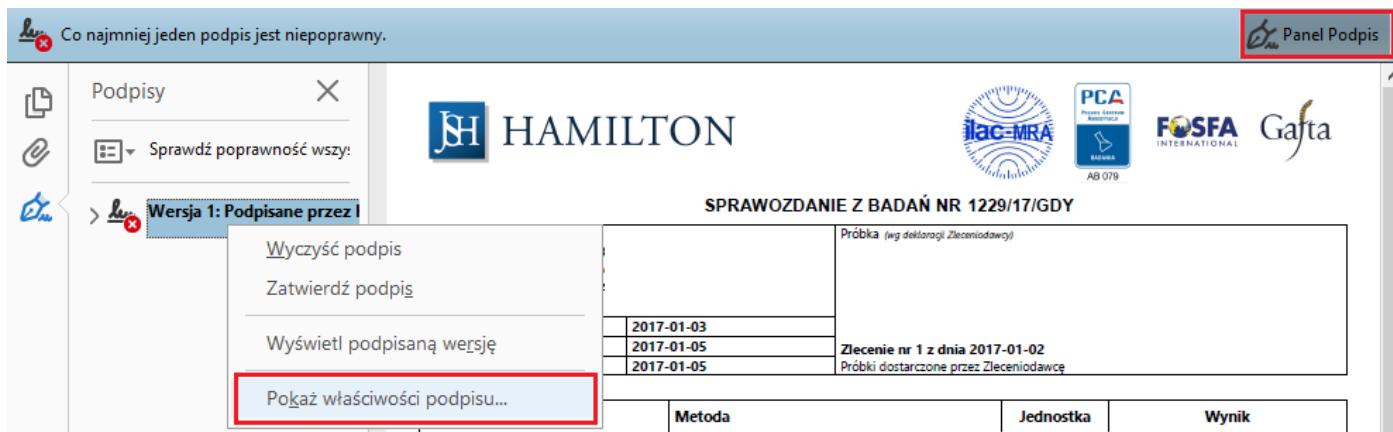 Co najmniej jeden podpis jest niepoprawny.
Panel Podpis
Podpisy
Sprawdź poprawność wszy
Wersja 1: Podpisane przez
Wyczyść podpis
Zatwierdź podpis
Wyświetl podpisaną wersję
Pokaż właściwości podpisu...
JSH HAMILTON
ilac-MRA
PCA
BADANIA
AB 079
FOSFA
INTERNATIONAL
Gafta
SPRAWOZDANIE Z BADAŃ NR 1229/17/GDY
Próbka (wg deklaracji Zleceniodawcy)
2017-01-03
2017-01-05
Zlecenie nr 1 z dnia 2017-01-02
2017-01-05
Próbki dostarczone przez Zleceniodawcę
Metoda
Jednostka
Wynik